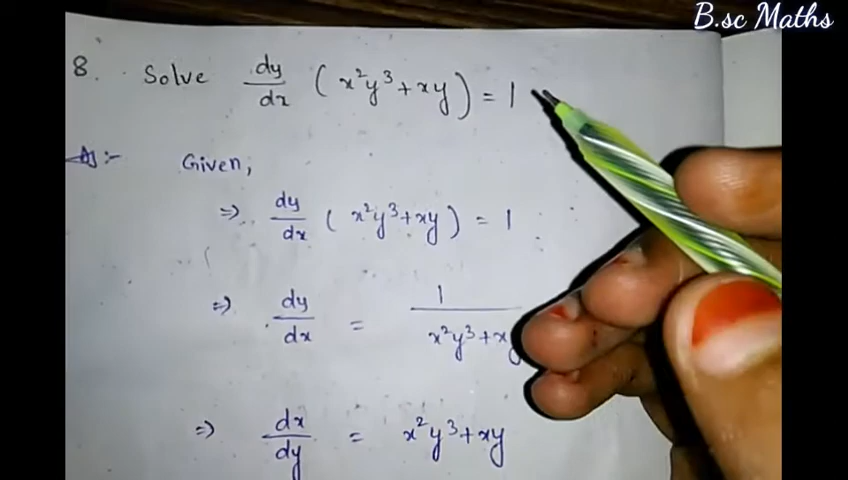 B.sc Maths
8. Solve dy/dx (x²y³+xy) = 1
Given,
⇒ dy/dx (x²y³+xy) = 1
⇒ dy/dx = 1/x²y³+xy
⇒ dx/dy = x²y³+xy